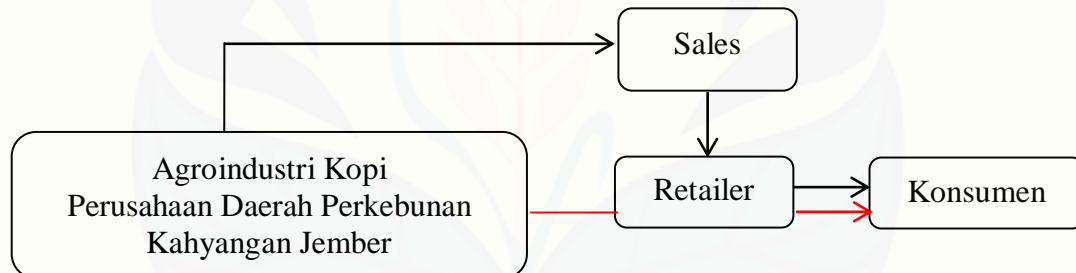 Sales
Agroindustri Kopi
Perusahaan Daerah Perkebunan
Kahyangan Jember
Retailer
Konsumen